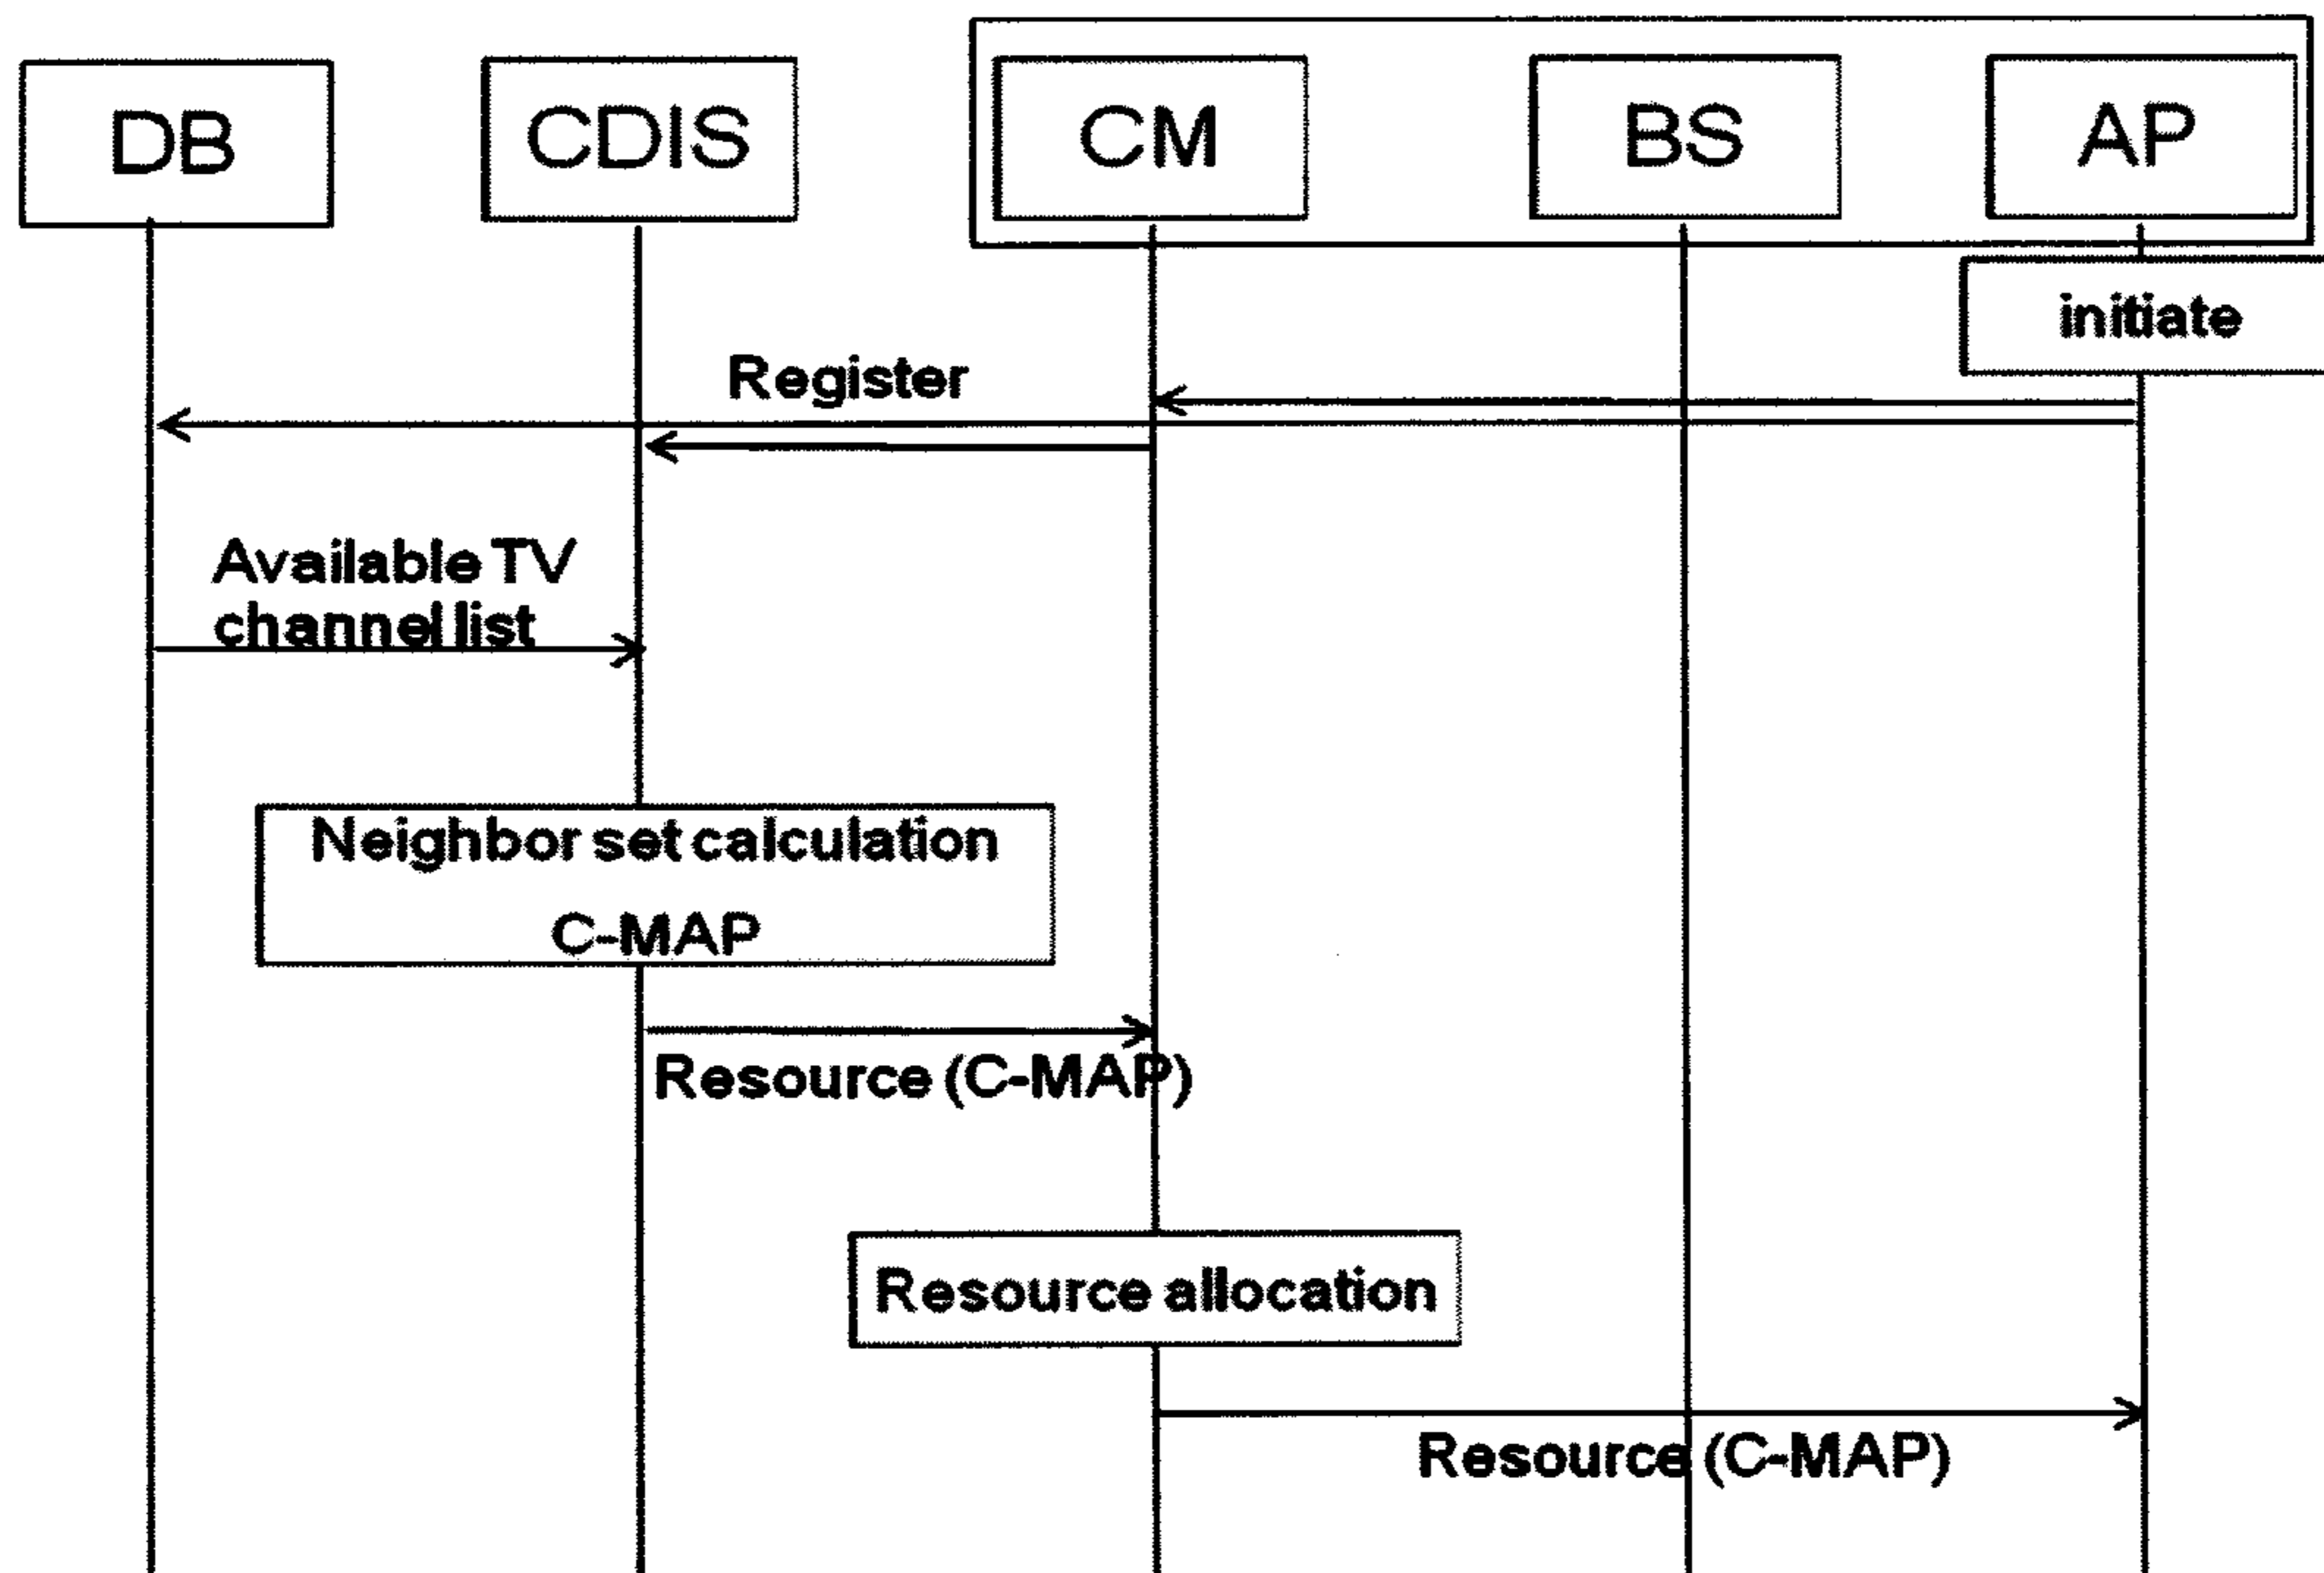 DB
CDIS
CM
BS
AP
initiate
Register
Available TV
channel list
Neighbor set calculation
C-MAP
Resource (C-MAP)
Resource allocation
Resource (C-MAP)